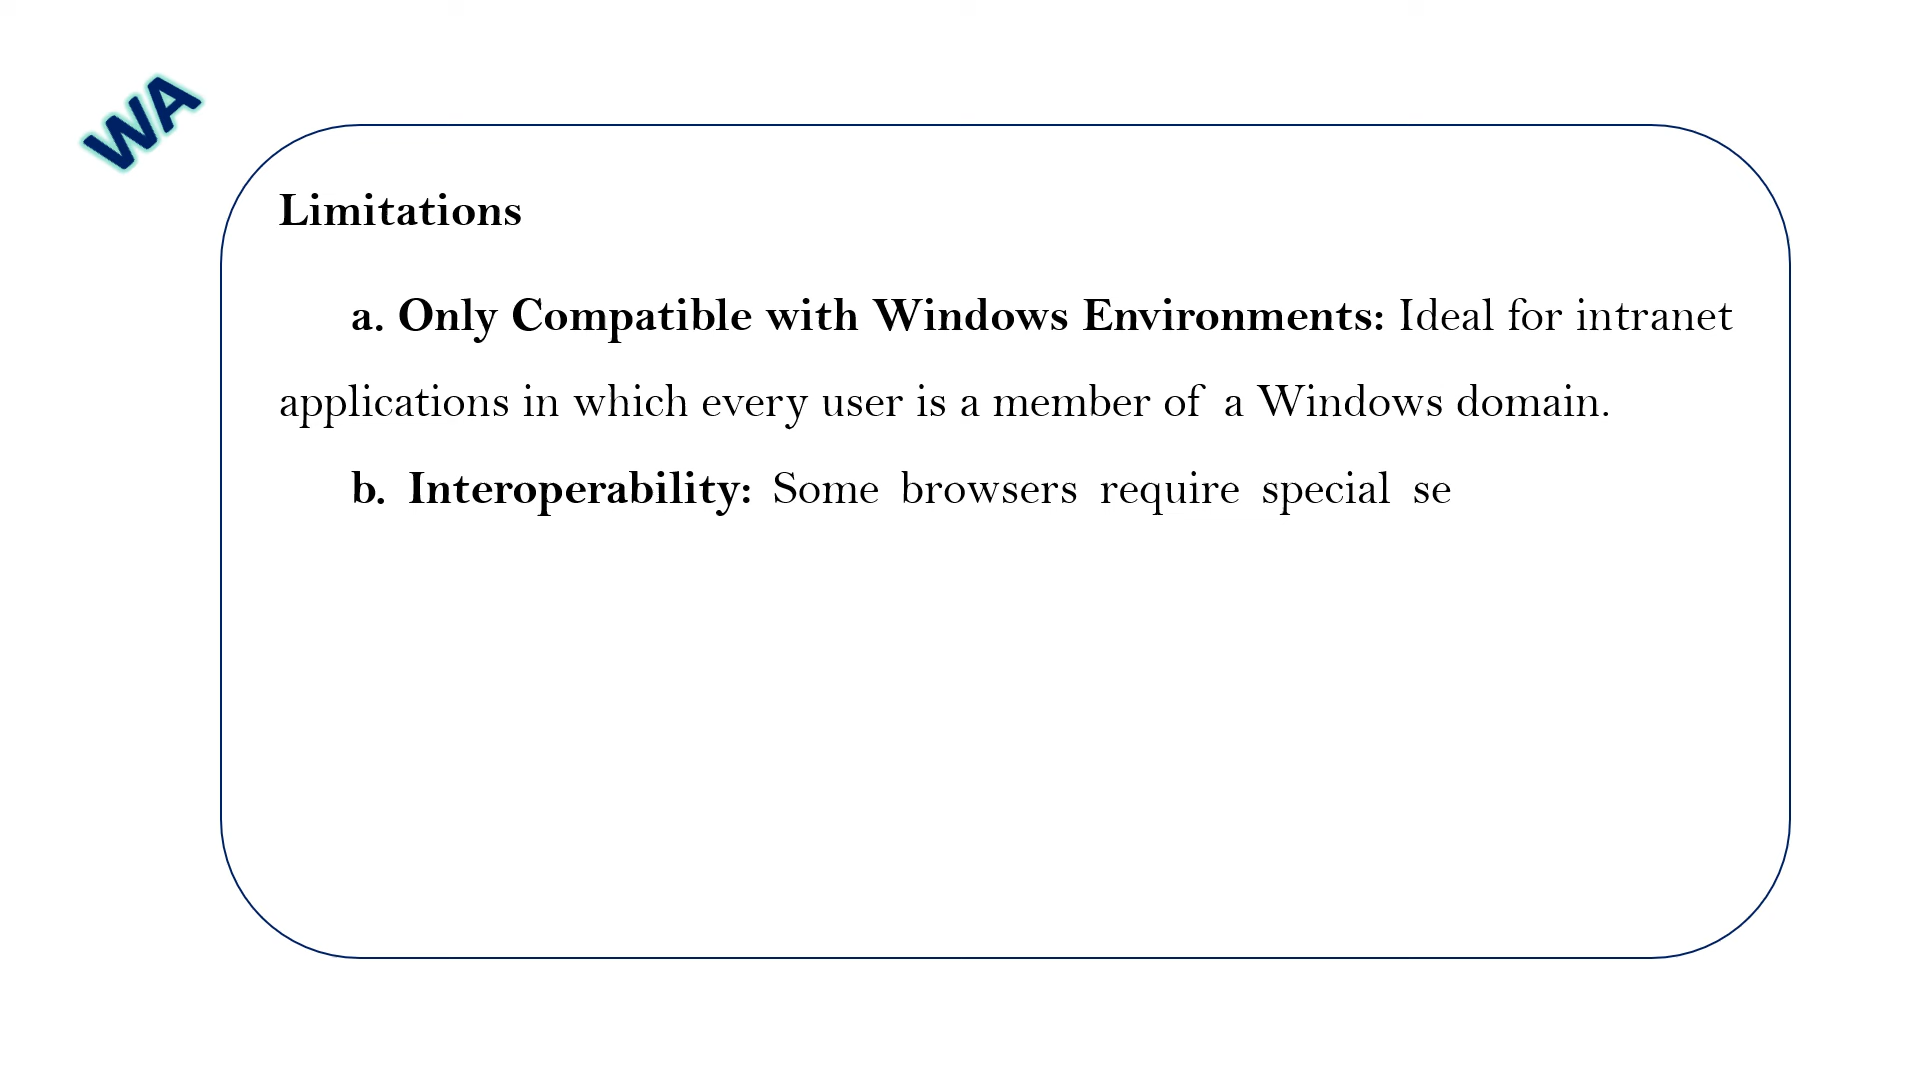 WA
Limitations
a. Only Compatible with Windows Environments: Ideal for intranet
applications in which every user is a member of a Windows domain.
b. Interoperability: Some browsers require special se